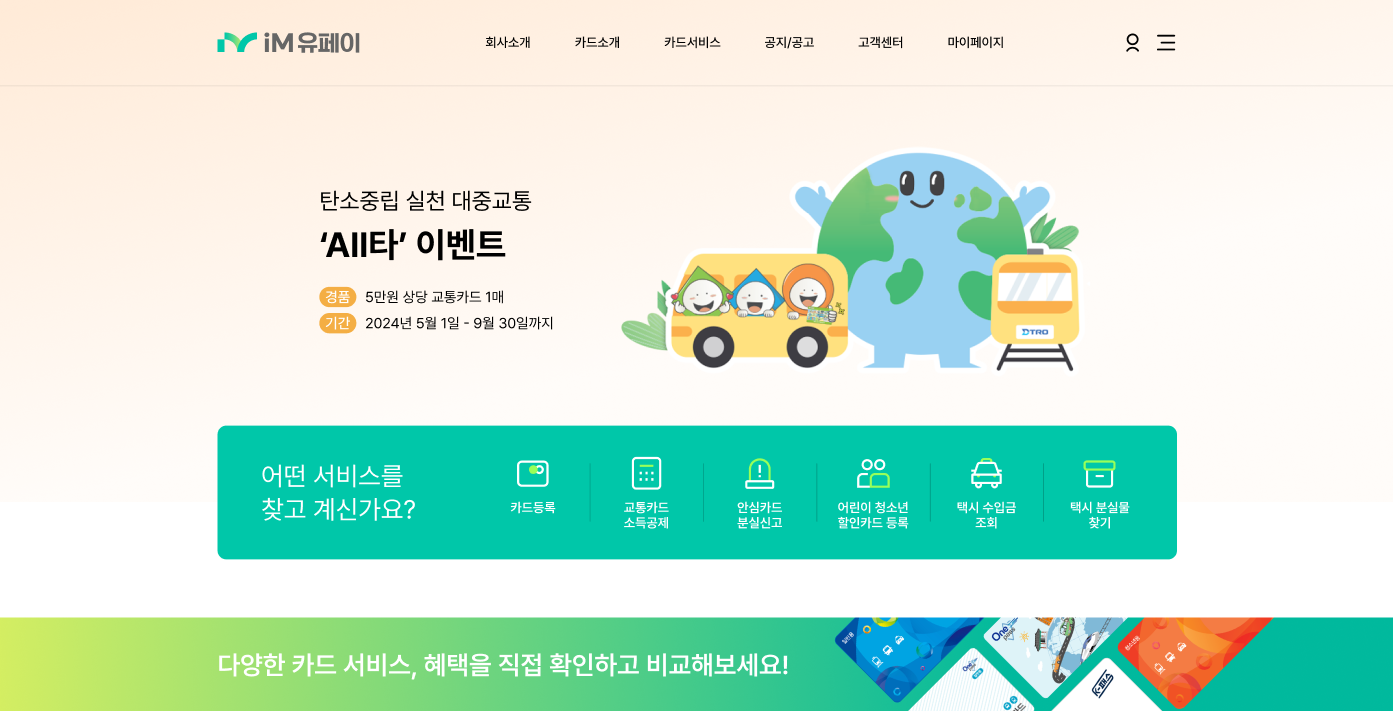 iM유페이
회사소개
카드소개
카드서비스
공지/공고
고객센터
마이페이지
탄소중립 실천 대중교통
‘All타’ 이벤트
경품 5만원 상당 교통카드 1매
기간 2024년 5월 1일 - 9월 30일까지
DTRO
어떤 서비스를
찾고 계신가요?
카드등록
교통카드
소득공제
안심카드
분실신고
어린이 청소년
할인카드 등록
택시 수입금
조회
택시 분실물
찾기
다양한 카드 서비스, 혜택을 직접 확인하고 비교해보세요!
One
K-패스